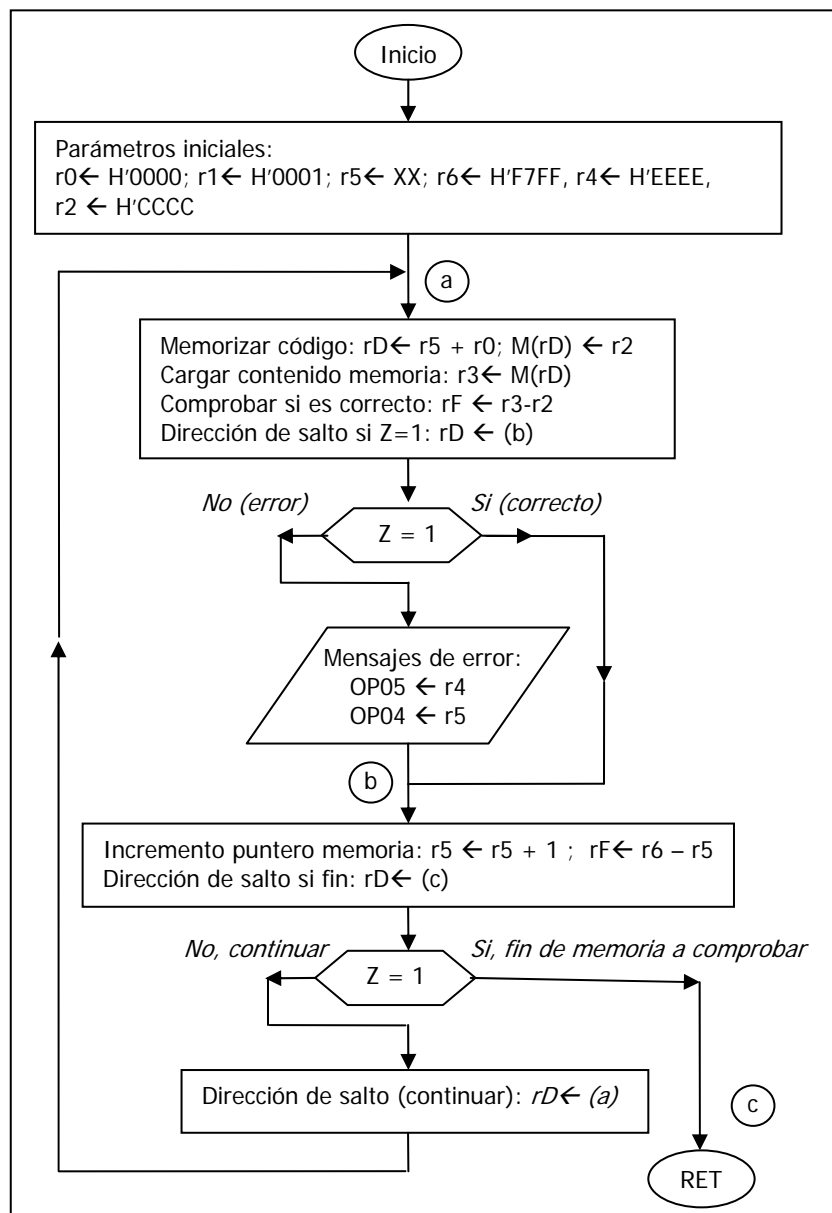 Inicio
Parámetros iniciales:
r0← H'0000; r1← H'0001; r5← XX; r6← H'F7FF, r4← H'EEEE,
r2 ← H'CCCC
a
Memorizar código: rD← r5 + r0; M(rD) ← r2
Cargar contenido memoria: r3← M(rD)
Comprobar si es correcto: rF ← r3-r2
Dirección de salto si Z=1: rD ← (b)
No (error)
Si (correcto)
Z = 1
Mensajes de error:
OP05 ← r4
OP04 ← r5
b
Incremento puntero memoria: r5 ← r5 + 1 ; rF← r6 – r5
Dirección de salto si fin: rD← (c)
No, continuar
Si, fin de memoria a comprobar
Z = 1
Dirección de salto (continuar): rD← (a)
c
RET